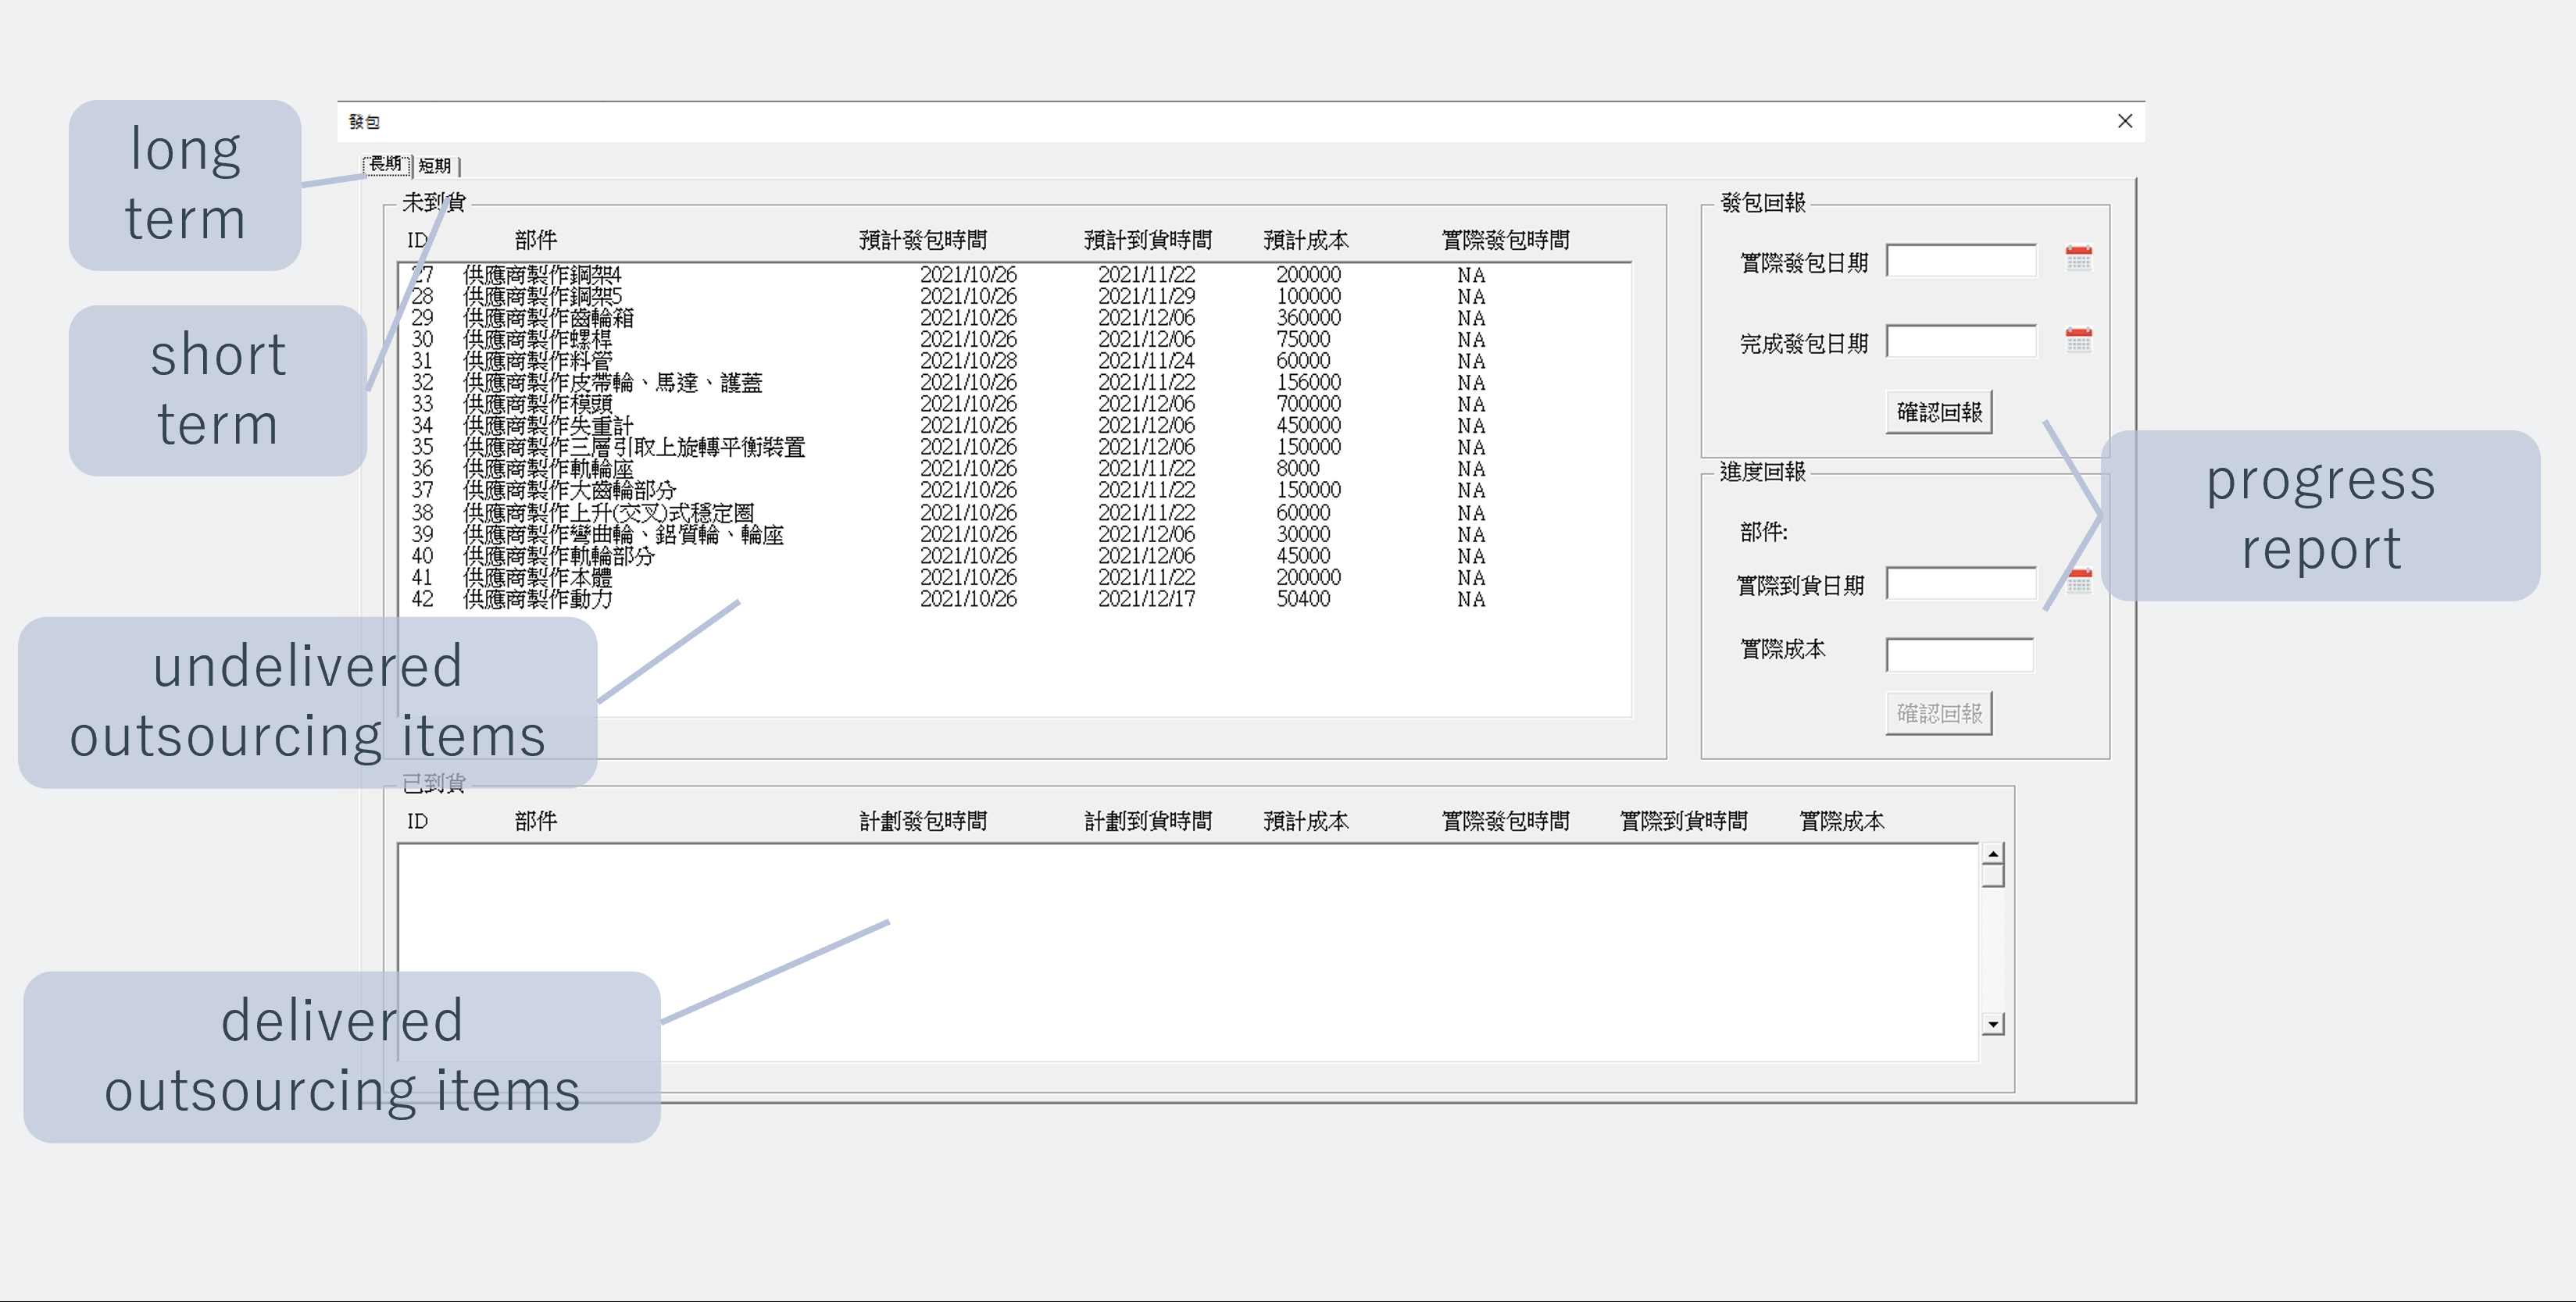 long
term
short
term
undelivered
outsourcing items
delivered
outsourcing items
progress
report
發包
長期 短期
未到貨
ID 部件 預計發包時間 預計到貨時間 預計成本 實際發包時間
27 供應商製作鋼架4 2021/10/26 2021/11/22 200000 NA
28 供應商製作鋼架5 2021/10/26 2021/11/29 100000 NA
29 供應商製作齒輪箱 2021/10/26 2021/12/06 360000 NA
30 供應商製作螺桿 2021/10/26 2021/12/06 75000 NA
31 供應商製作料管 2021/10/28 2021/11/24 60000 NA
32 供應商製作皮帶輪、馬達、護蓋 2021/10/26 2021/11/22 156000 NA
33 供應商製作模頭 2021/10/26 2021/12/06 700000 NA
34 供應商製作失重計 2021/10/26 2021/12/06 450000 NA
35 供應商製作三層引取上旋轉平衡裝置 2021/10/26 2021/12/06 150000 NA
36 供應商製作軌輪座 2021/10/26 2021/11/22 8000 NA
37 供應商製作大齒輪部分 2021/10/26 2021/11/22 150000 NA
38 供應商製作上升(交叉)式穩定圈 2021/10/26 2021/11/22 60000 NA
39 供應商製作彎曲輪、鋁質輪、輪座 2021/10/26 2021/12/06 30000 NA
40 供應商製作軌輪部分 2021/10/26 2021/12/06 45000 NA
41 供應商製作本體 2021/10/26 2021/11/22 200000 NA
42 供應商製作動力 2021/10/26 2021/12/17 50400 NA
發包回報
實際發包日期
完成發包日期
確認回報
進度回報
部件:
實際到貨日期
實際成本
確認回報
已到貨
ID 部件 計劃發包時間 計劃到貨時間 預計成本 實際發包時間 實際到貨時間 實際成本